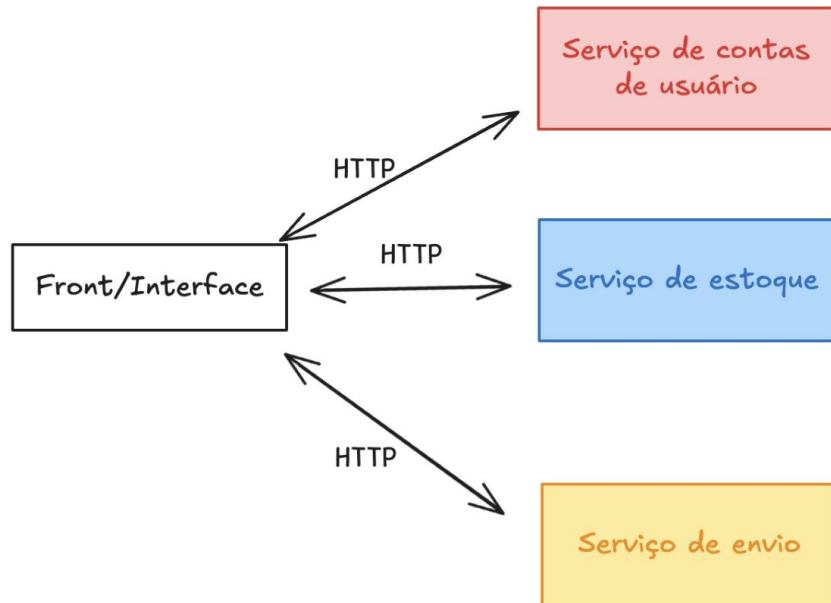 Serviço de contas
de usuário
HTTP
HTTP
Front/Interface
Serviço de estoque
HTTP
Serviço de envio